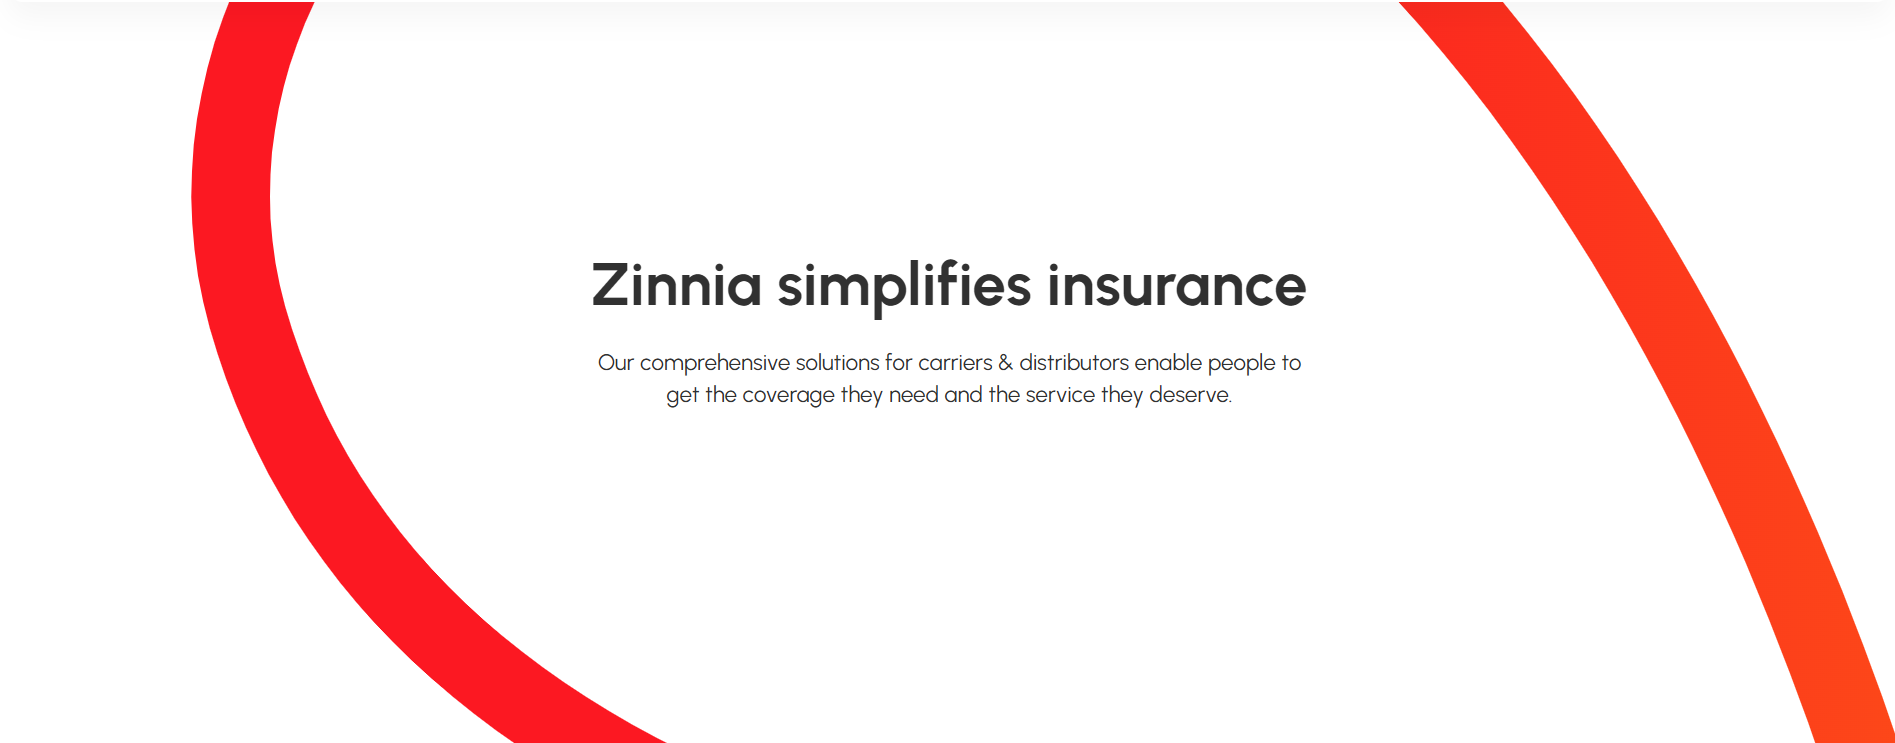 Zinnia simplifies insurance
Our comprehensive solutions for carriers & distributors enable people to
get the coverage they need and the service they deserve.